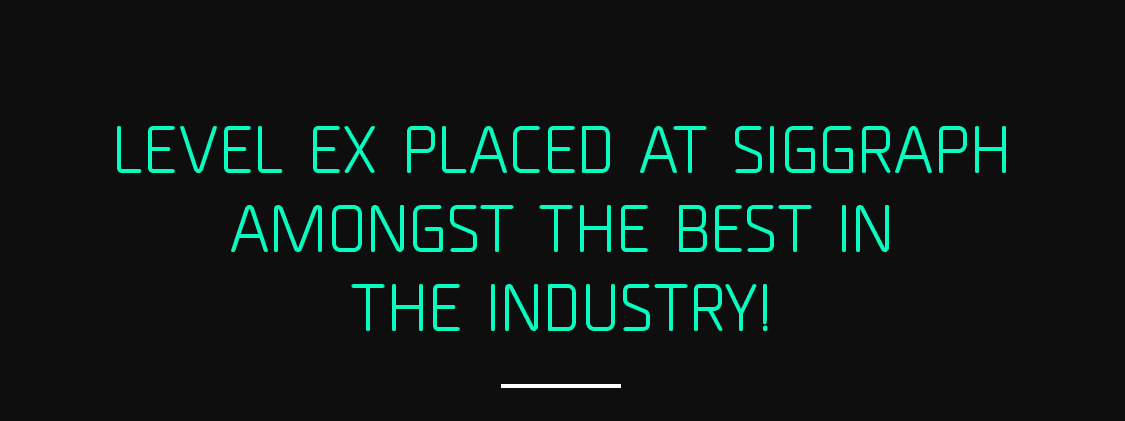 LEVEL EX PLACED AT SIGGRAPH
AMONGST THE BEST IN
THE INDUSTRY!